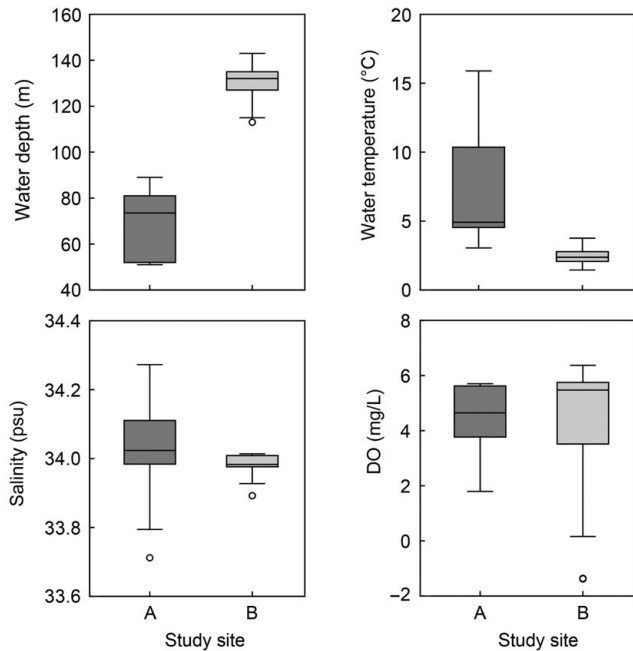 Water depth (m)
160
140
120
100
80
60
40
Water temperature (°C)
20
15
10
5
0
Salinity (psu)
34.4
34.2
34.0
33.8
33.6
A
B
Study site
DO (mg/L)
8
6
4
2
0
–2
A
B
Study site